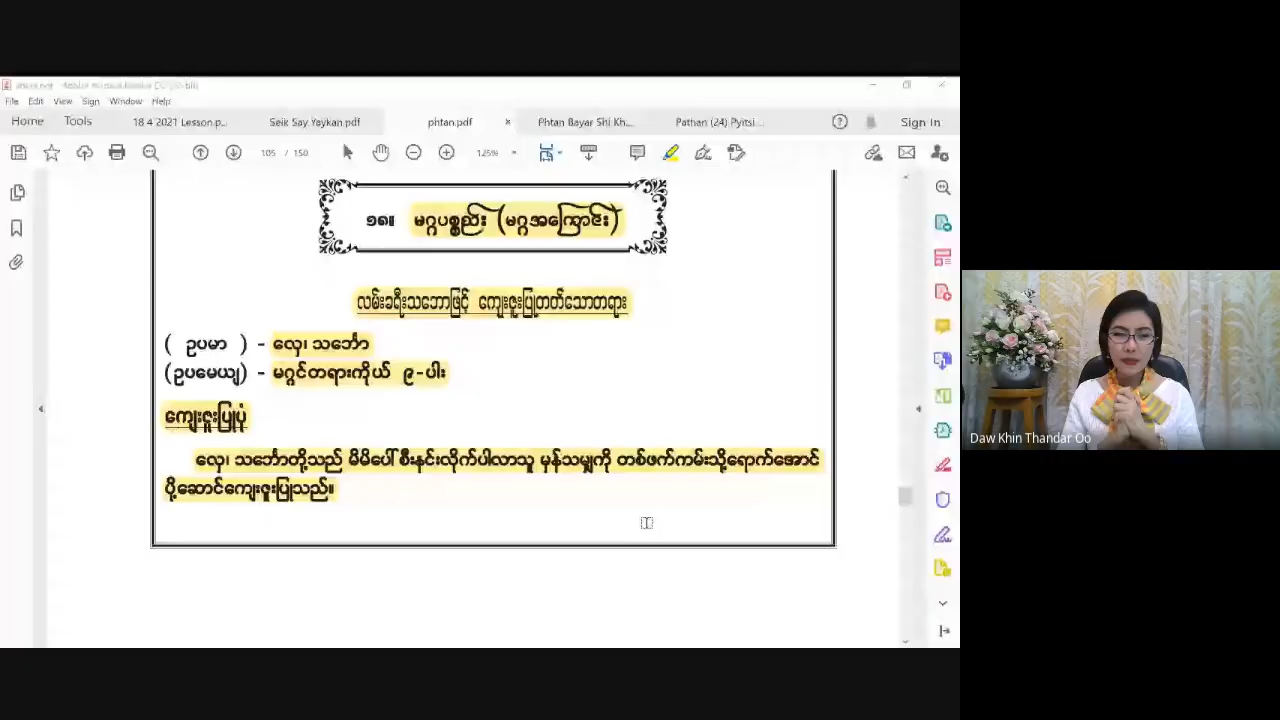 File Edit View Sign Window Help
Home Tools 18 4 2021 Lesson.p... Seik Say Yaykan.pdf phtan.pdf × Phtan Bayar Shi Kh... Pathan (24) Pyitsi... Sign In
105 / 150 125%
၁၈။ မဂ္ဂပစ္စည်း (မဂ္ဂအကြောင်း)
လမ်းခရီးသဘောဖြင့် ကျေးဇူးပြုတတ်သောတရား
( ဥပမာ ) - လှေ၊ သင်္ဘော
(ဥပမေယျ) - မဂ္ဂင်တရားကိုယ် ၉-ပါး
ကျေးဇူးပြုပုံ
လှေ၊ သင်္ဘောတို့သည် မိမိပေါ် စီးနင်းလိုက်ပါလာသူ မှန်သမျှကို တစ်ဖက်ကမ်းသို့ရောက်အောင်
ပို့ဆောင်ကျေးဇူးပြုသည်။
Daw Khin Thandar Oo